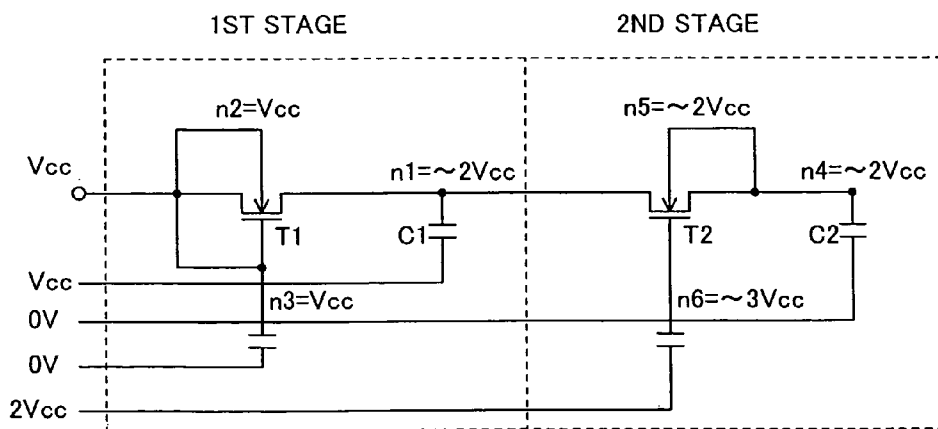 1ST STAGE
2ND STAGE
n2=Vcc
n5=~2Vcc
Vcc
n1=~2Vcc
n4=~2Vcc
T1
C1
T2
C2
Vcc
n3=Vcc
n6=~3Vcc
0V
0V
2Vcc